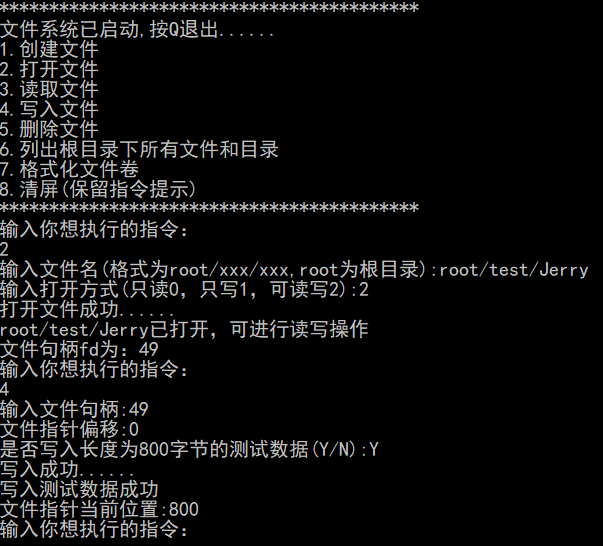 ******************************************
文件系统已启动,按Q退出......
1.创建文件
2.打开文件
3.读取文件
4.写入文件
5.删除文件
6.列出根目录下所有文件和目录
7.格式化文件卷
8.清屏(保留指令提示)
******************************************
输入你想执行的指令:
2
输入文件名(格式为root/xxx/xxx,root为根目录):root/test/Jerry
输入打开方式(只读0，只写1，可读写2):2
打开文件成功......
root/test/Jerry已打开，可进行读写操作
文件句柄fd为：49
输入你想执行的指令:
4
输入文件句柄:49
文件指针偏移:0
是否写入长度为800字节的测试数据(Y/N):Y
写入成功......
写入测试数据成功
文件指针当前位置:800
输入你想执行的指令: